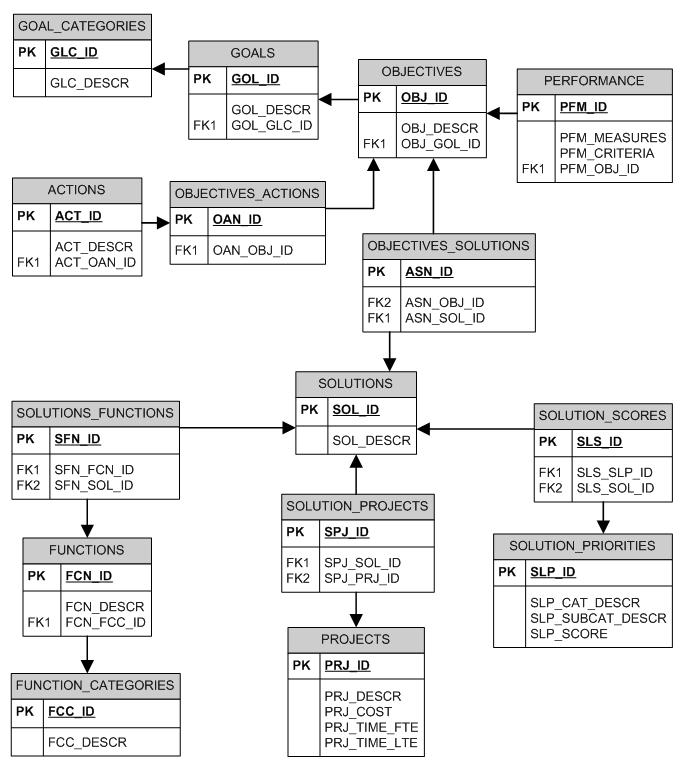 GOAL_CATEGORIES
PK GLC_ID
GLC_DESCR
GOALS
PK GOL_ID
GOL_DESCR
FK1 GOL_GLC_ID
OBJECTIVES
PK OBJ_ID
OBJ_DESCR
FK1 OBJ_GOL_ID
PERFORMANCE
PK PFM_ID
PFM_MEASURES
PFM_CRITERIA
FK1 PFM_OBJ_ID
ACTIONS
PK ACT_ID
ACT_DESCR
FK1 ACT_OAN_ID
OBJECTIVES_ACTIONS
PK OAN_ID
FK1 OAN_OBJ_ID
OBJECTIVES_SOLUTIONS
PK ASN_ID
FK2 ASN_OBJ_ID
FK1 ASN_SOL_ID
SOLUTIONS
PK SOL_ID
SOL_DESCR
SOLUTIONS_FUNCTIONS
PK SFN_ID
FK1 SFN_FCN_ID
FK2 SFN_SOL_ID
SOLUTION_SCORES
PK SLS_ID
FK1 SLS_SLP_ID
FK2 SLS_SOL_ID
SOLUTION_PROJECTS
PK SPJ_ID
FK1 SPJ_SOL_ID
FK2 SPJ_PRJ_ID
FUNCTIONS
PK FCN_ID
FCN_DESCR
FK1 FCN_FCC_ID
SOLUTION_PRIORITIES
PK SLP_ID
SLP_CAT_DESCR
SLP_SUBCAT_DESCR
SLP_SCORE
PROJECTS
PK PRJ_ID
PRJ_DESCR
PRJ_COST
PRJ_TIME_FTE
PRJ_TIME_LTE
FUNCTION_CATEGORIES
PK FCC_ID
FCC_DESCR